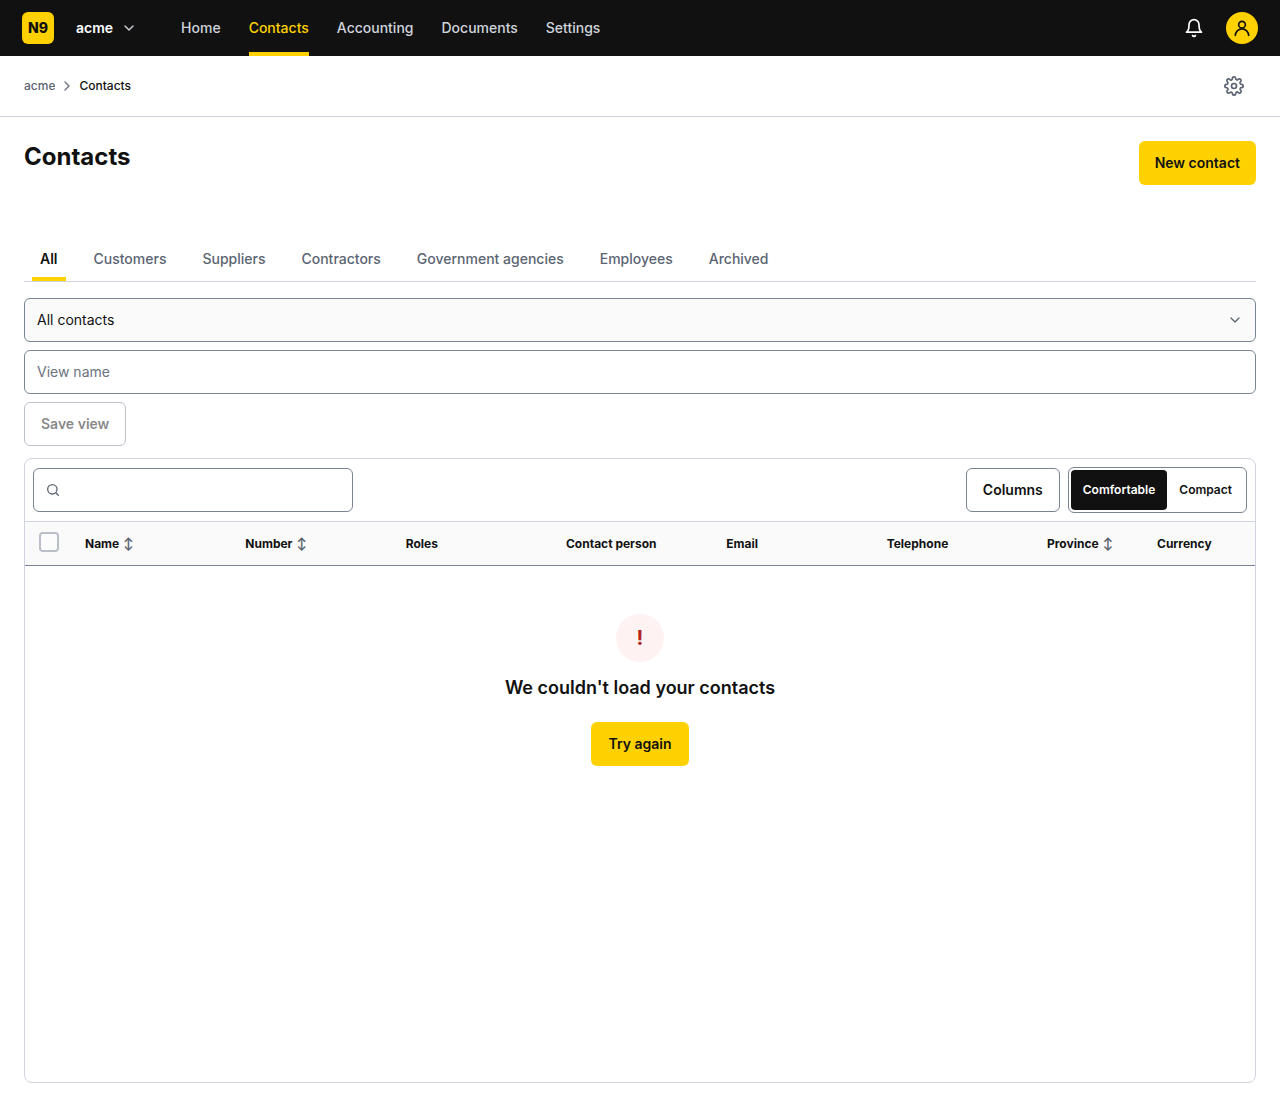 N9 acme Home Contacts Accounting Documents Settings
acme Contacts
Contacts
New contact
All Customers Suppliers Contractors Government agencies Employees Archived
All contacts
View name
Save view
Columns Comfortable Compact
Name Number Roles Contact person Email Telephone Province Currency
!
We couldn't load your contacts
Try again